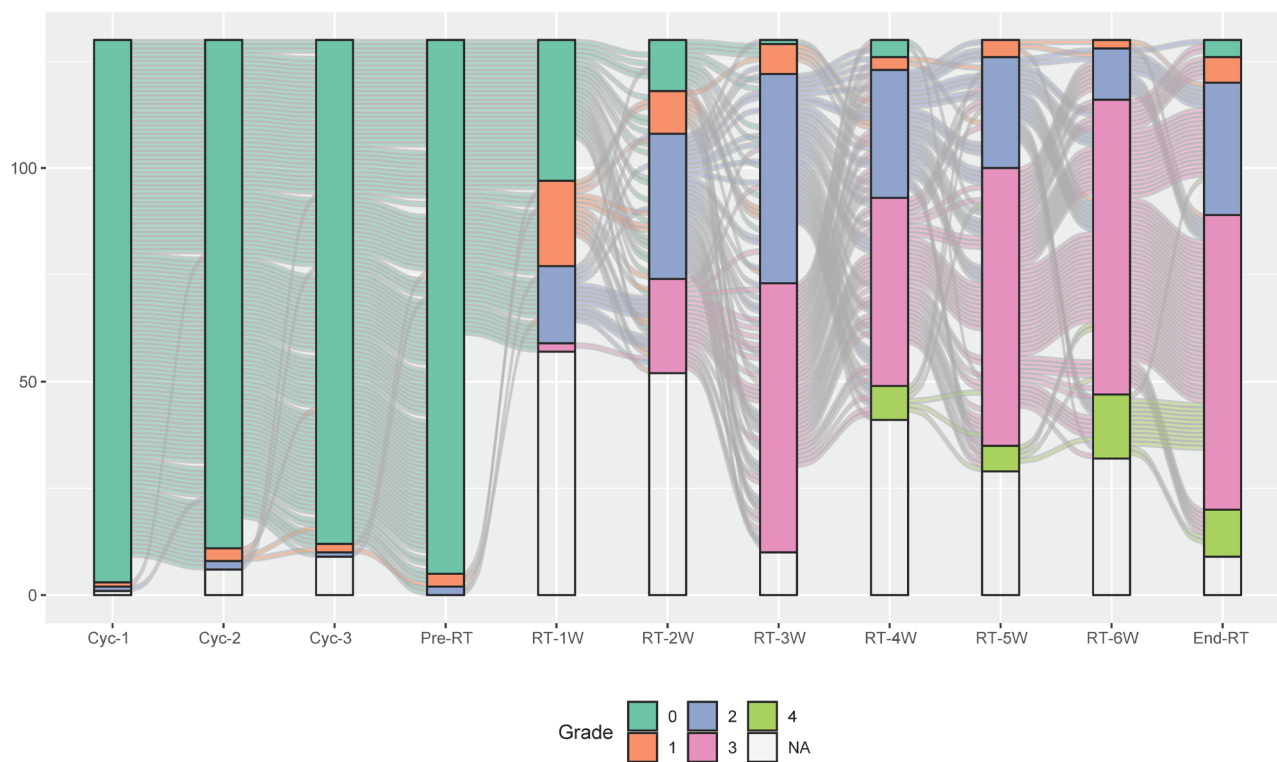 100
50
0
Cyc-1 Cyc-2 Cyc-3 Pre-RT RT-1W RT-2W RT-3W RT-4W RT-5W RT-6W End-RT
Grade
0 2 4
1 3 NA